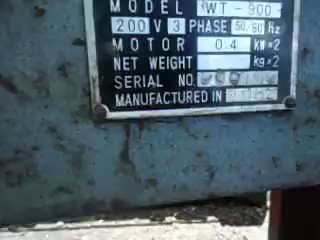 MODEL WT-800
200 V 3 PHASE 50/60 Hz
MOTOR 0.4 KW×2
NET WEIGHT kg×2
SERIAL NO.
MANUFACTURED IN